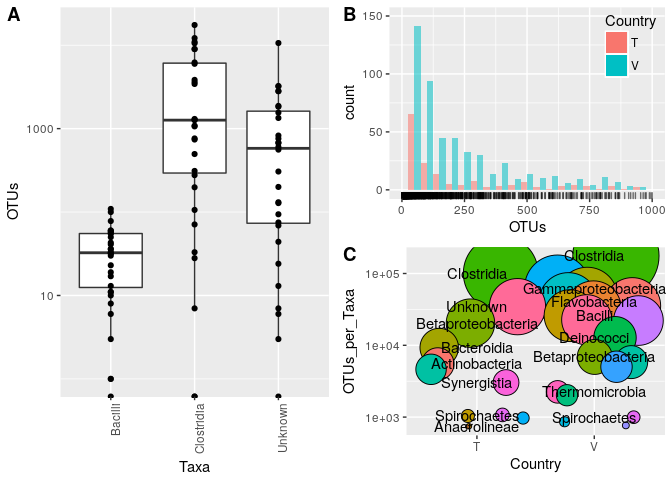 A
OTUs
1000
10
Bacilli
Clostridia
Unknown
Taxa
B
count
150
100
50
0
0
250
500
750
1000
OTUs
Country
T
V
C
OTUs_per_Taxa
1e+05
1e+04
1e+03
Clostridia
Clostridia
Gammaproteobacteria
Flavobacteria
Unknown
Bacilli
Betaproteobacteria
Deinococci
Bacteroidia
Betaproteobacteria
Actinobacteria
Synergistia
Thermomicrobia
Spirochaetes
Spirochaetes
Anaerolineae
T
V
Country